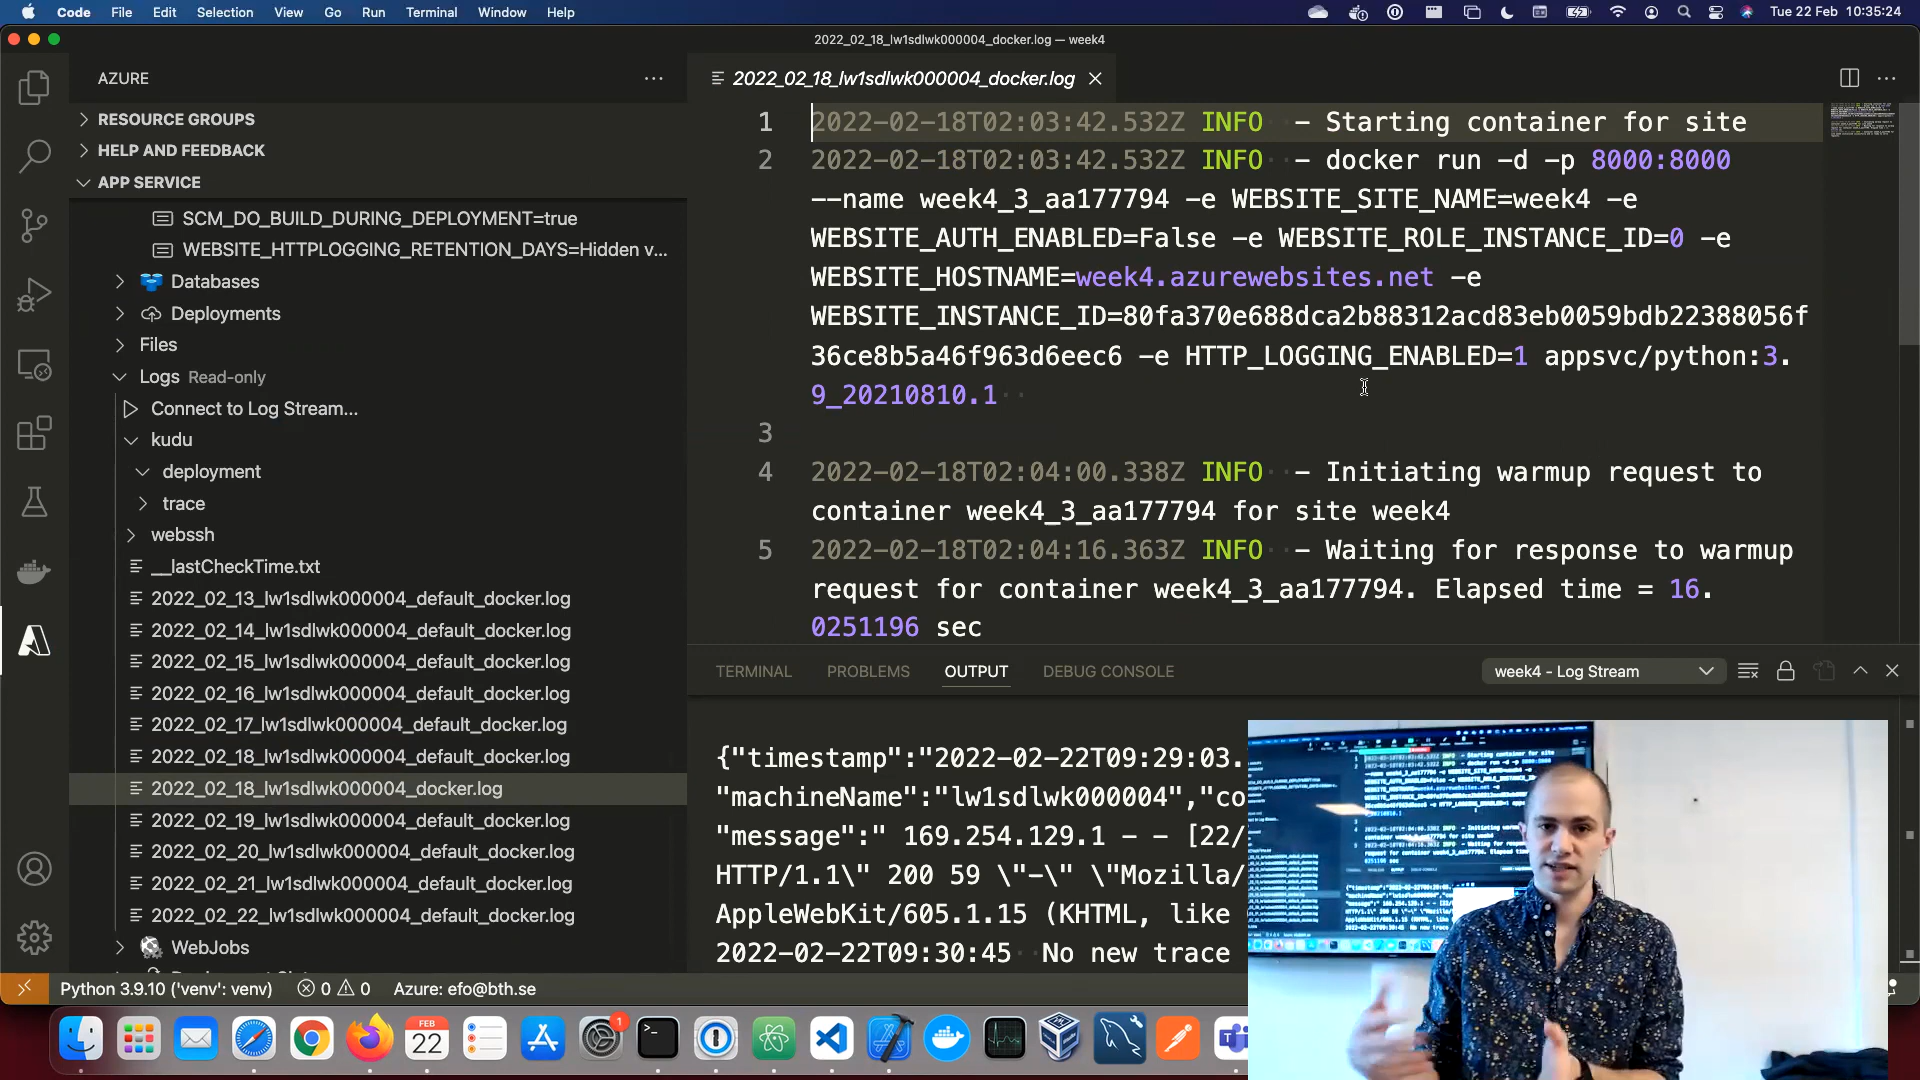 Code File Edit Selection View Go Run Terminal Window Help Tue 22 Feb 10:35:24
2022_02_18_lw1sdlwk000004_docker.log — week4
AZURE
2022_02_18_lw1sdlwk000004_docker.log
RESOURCE GROUPS
HELP AND FEEDBACK
APP SERVICE
SCM_DO_BUILD_DURING_DEPLOYMENT=true
WEBSITE_HTTPLOGGING_RETENTION_DAYS=Hidden v...
Databases
Deployments
Files
Logs Read-only
Connect to Log Stream...
kudu
deployment
trace
webssh
__lastCheckTime.txt
2022_02_13_lw1sdlwk000004_default_docker.log
2022_02_14_lw1sdlwk000004_default_docker.log
2022_02_15_lw1sdlwk000004_default_docker.log
2022_02_16_lw1sdlwk000004_default_docker.log
2022_02_17_lw1sdlwk000004_default_docker.log
2022_02_18_lw1sdlwk000004_default_docker.log
2022_02_18_lw1sdlwk000004_docker.log
2022_02_19_lw1sdlwk000004_default_docker.log
2022_02_20_lw1sdlwk000004_default_docker.log
2022_02_21_lw1sdlwk000004_default_docker.log
2022_02_22_lw1sdlwk000004_default_docker.log
WebJobs
1 2022-02-18T02:03:42.532Z INFO - Starting container for site
2 2022-02-18T02:03:42.532Z INFO - docker run -d -p 8000:8000
--name week4_3_aa177794 -e WEBSITE_SITE_NAME=week4 -e
WEBSITE_AUTH_ENABLED=False -e WEBSITE_ROLE_INSTANCE_ID=0 -e
WEBSITE_HOSTNAME=week4.azurewebsites.net -e
WEBSITE_INSTANCE_ID=80fa370e688dca2b88312acd83eb0059bdb22388056f
36ce8b5a46f963d6eec6 -e HTTP_LOGGING_ENABLED=1 appsvc/python:3.
9_20210810.1
3
4 2022-02-18T02:04:00.338Z INFO - Initiating warmup request to
container week4_3_aa177794 for site week4
5 2022-02-18T02:04:16.363Z INFO - Waiting for response to warmup
request for container week4_3_aa177794. Elapsed time = 16.
0251196 sec
TERMINAL PROBLEMS OUTPUT DEBUG CONSOLE week4 - Log Stream
{"timestamp":"2022-02-22T09:29:03.
"machineName":"lw1sdlwk000004","co
"message":" 169.254.129.1 - - [22/
HTTP/1.1\" 200 59 \"-\" \"Mozilla/
AppleWebKit/605.1.15 (KHTML, like
2022-02-22T09:30:45 No new trace
Python 3.9.10 ('venv': venv) 0 0 Azure: efo@bth.se
FEB
22
1